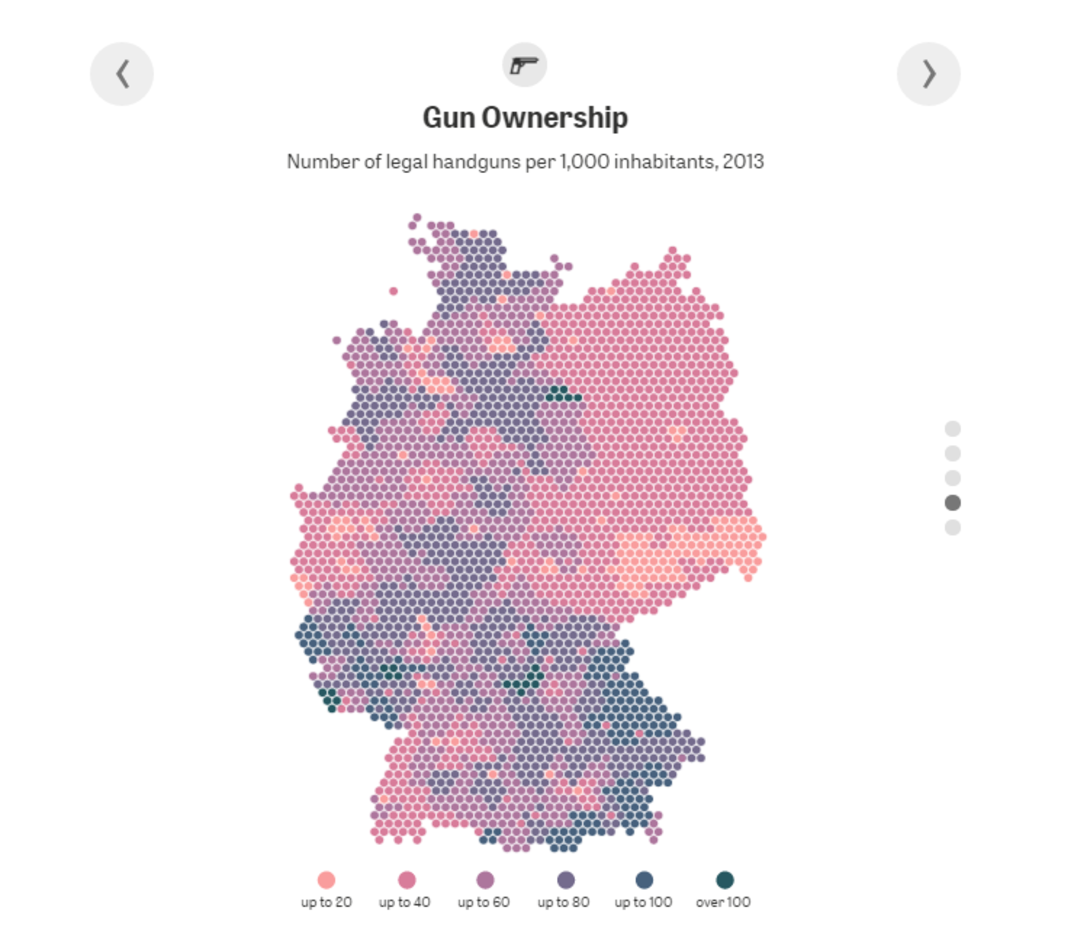 Gun Ownership
Number of legal handguns per 1,000 inhabitants, 2013
up to 20 up to 40 up to 60 up to 80 up to 100 over 100